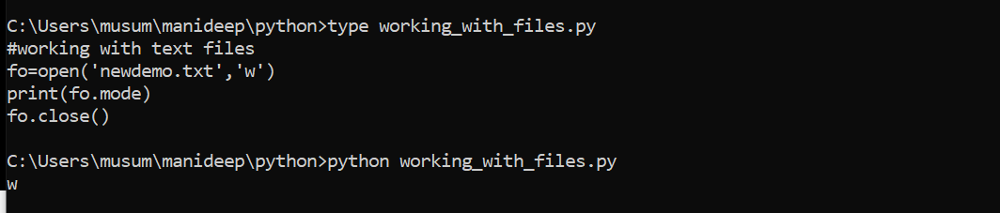 C:\Users\musum\manideep\python>type working_with_files.py
#working with text files
fo=open('newdemo.txt','w')
print(fo.mode)
fo.close()
C:\Users\musum\manideep\python>python working_with_files.py
w